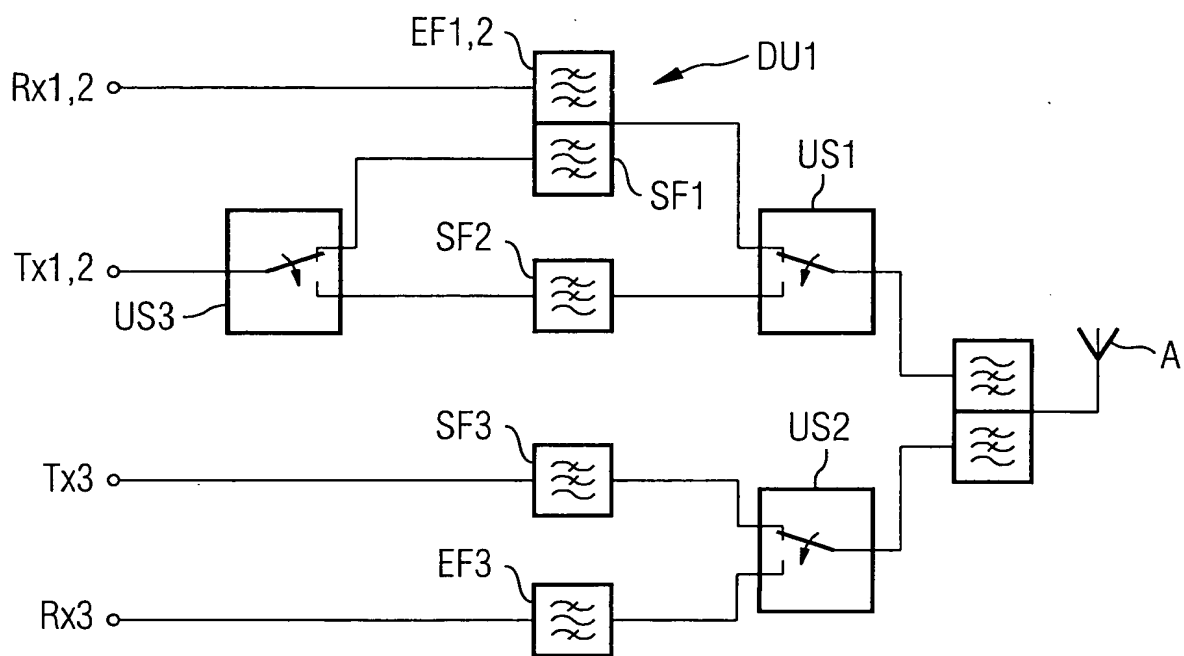 EF1,2
DU1
Rx1,2
US1
SF1
SF2
Tx1,2
US3
A
SF3
US2
Tx3
EF3
Rx3